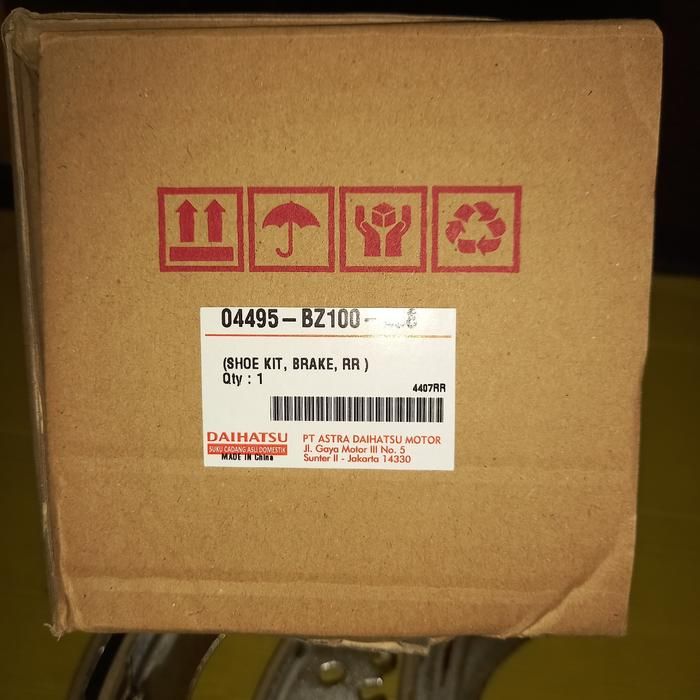 04495-BZ100-
(SHOE KIT, BRAKE, RR )
Qty : 1
4407RR
DAIHATSU
SUKU CADANG ASLI DOMESTIK
MADE IN China
PT ASTRA DAIHATSU MOTOR
Jl. Gaya Motor III No. 5
Sunter II - Jakarta 14330